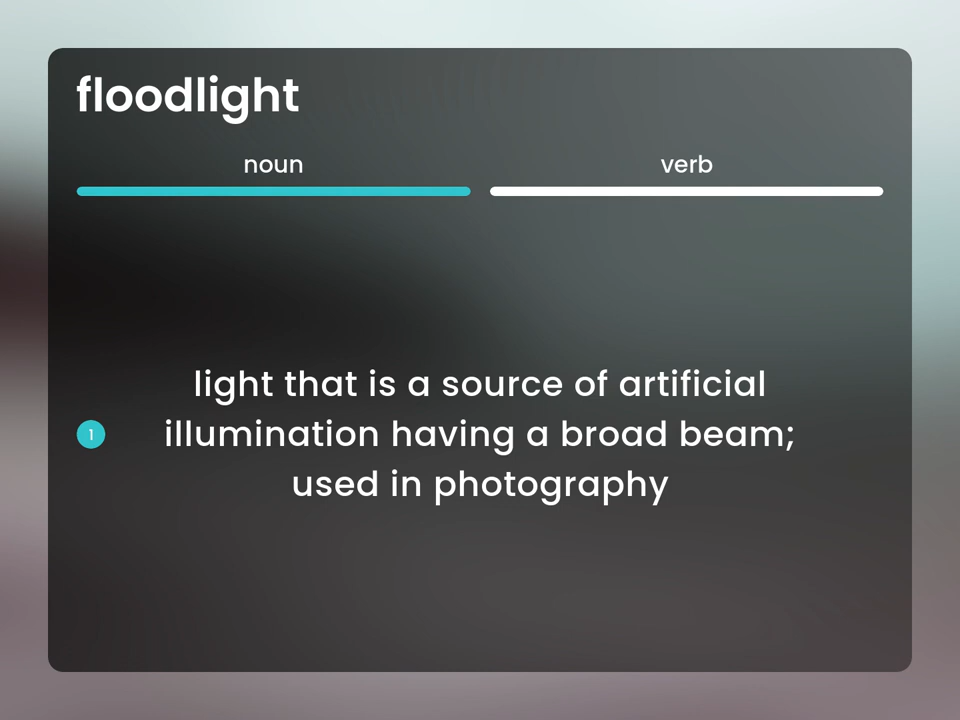 floodlight
noun verb
light that is a source of artificial
1 illumination having a broad beam;
used in photography